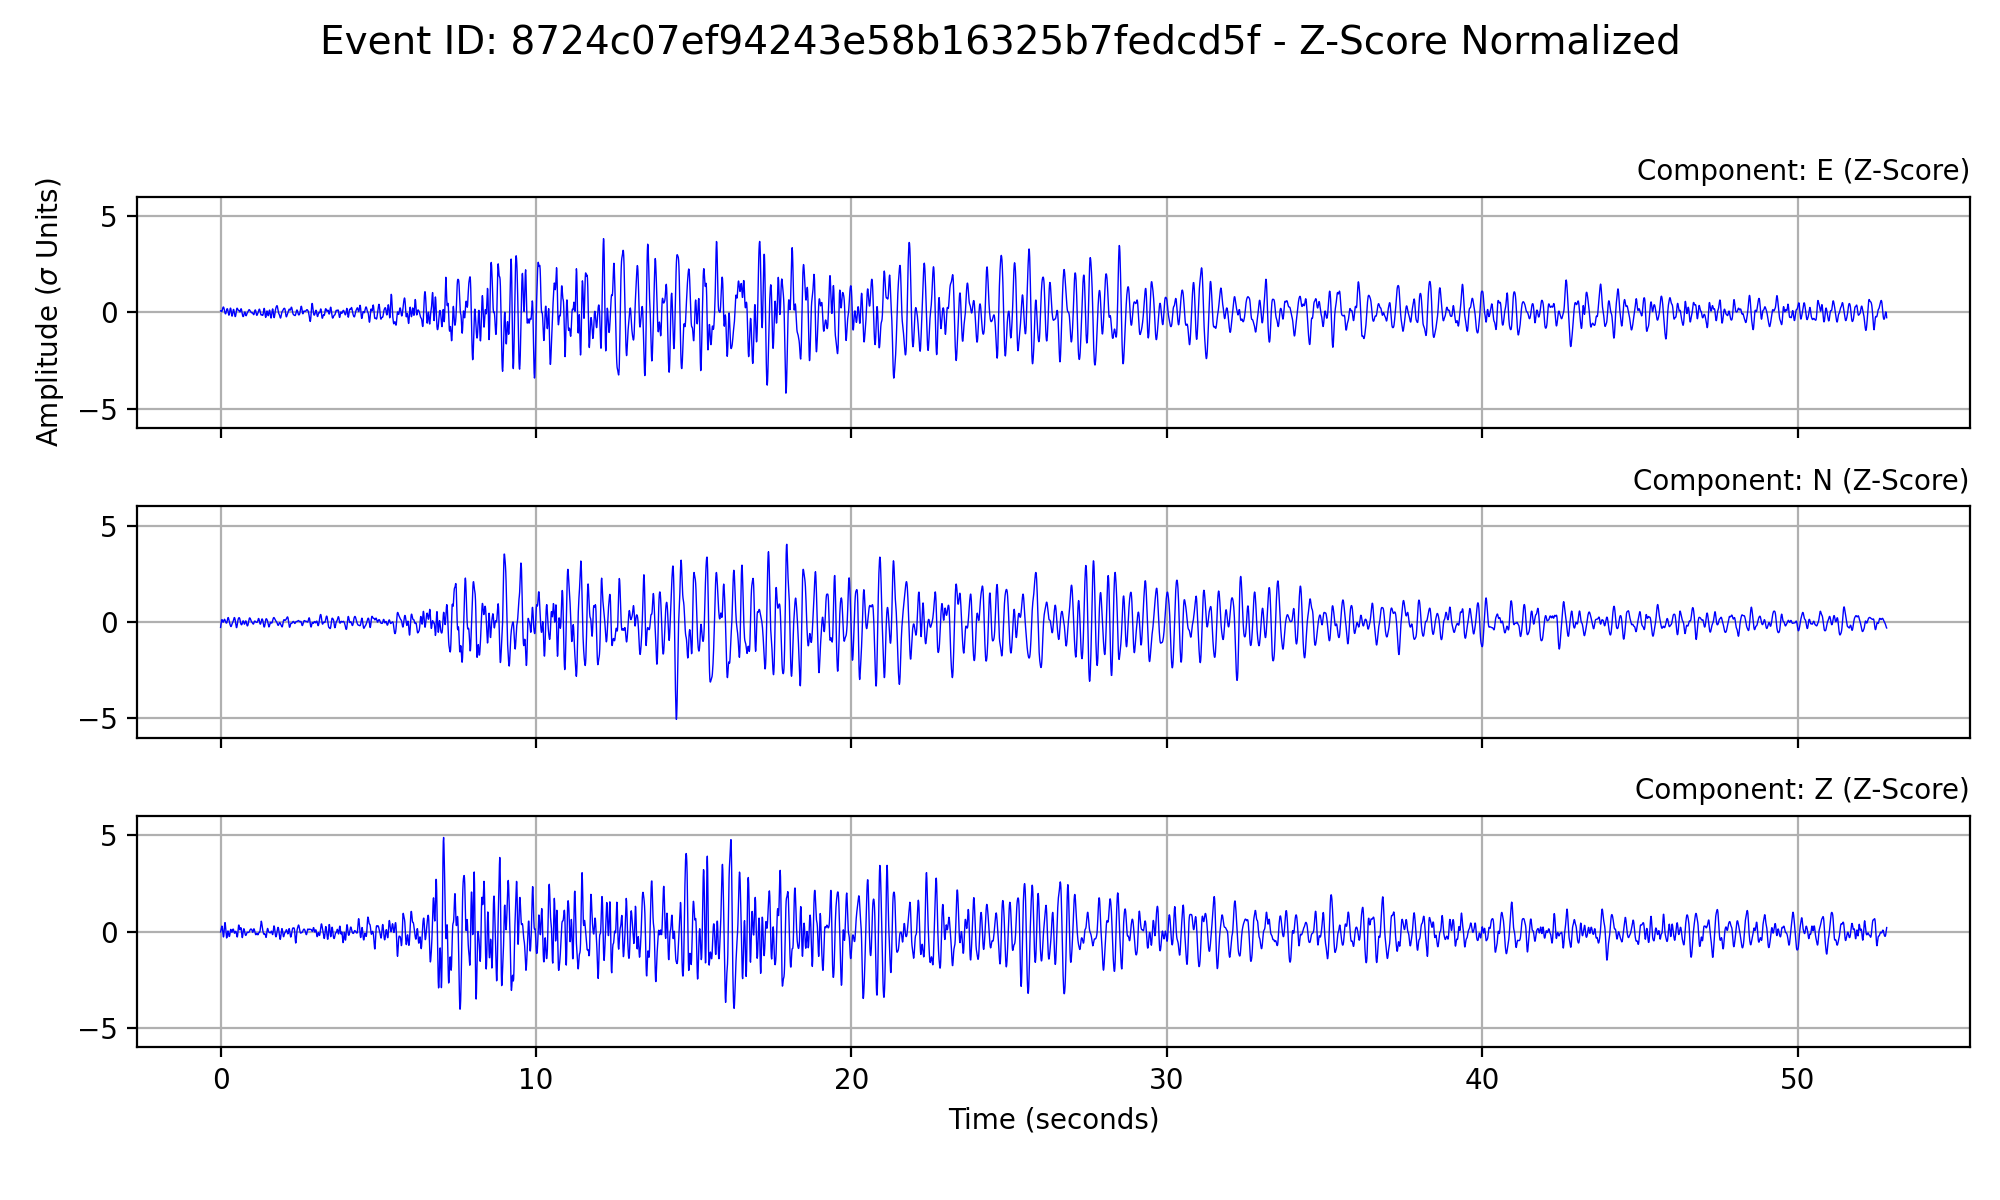 Event ID: 8724c07ef94243e58b16325b7fedcd5f - Z-Score Normalized
Component: E (Z-Score)
Amplitude (σ Units)
5
0
−5
Component: N (Z-Score)
5
0
−5
Component: Z (Z-Score)
5
0
−5
0 10 20 30 40 50
Time (seconds)